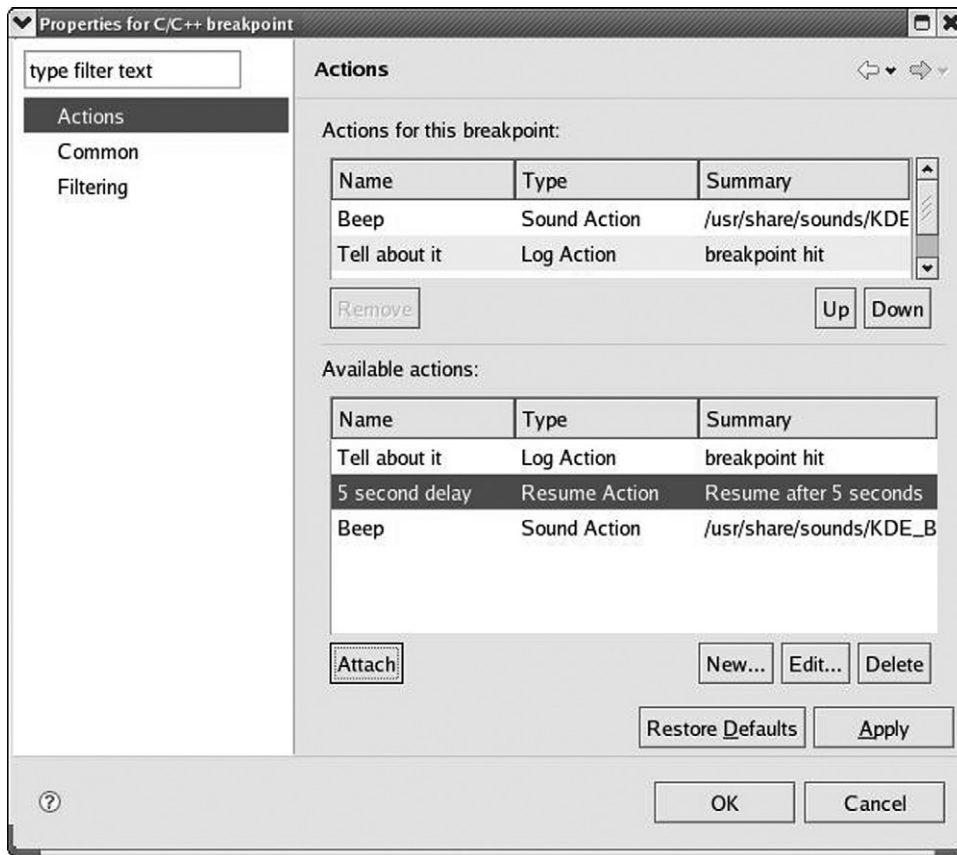 Properties for C/C++ breakpoint
type filter text
Actions
Common
Filtering
Actions
Actions for this breakpoint:
Name Type Summary
Beep Sound Action /usr/share/sounds/KDE
Tell about it Log Action breakpoint hit
Remove Up Down
Available actions:
Name Type Summary
Tell about it Log Action breakpoint hit
5 second delay Resume Action Resume after 5 seconds
Beep Sound Action /usr/share/sounds/KDE_B
Attach New... Edit... Delete
Restore Defaults Apply
? OK Cancel